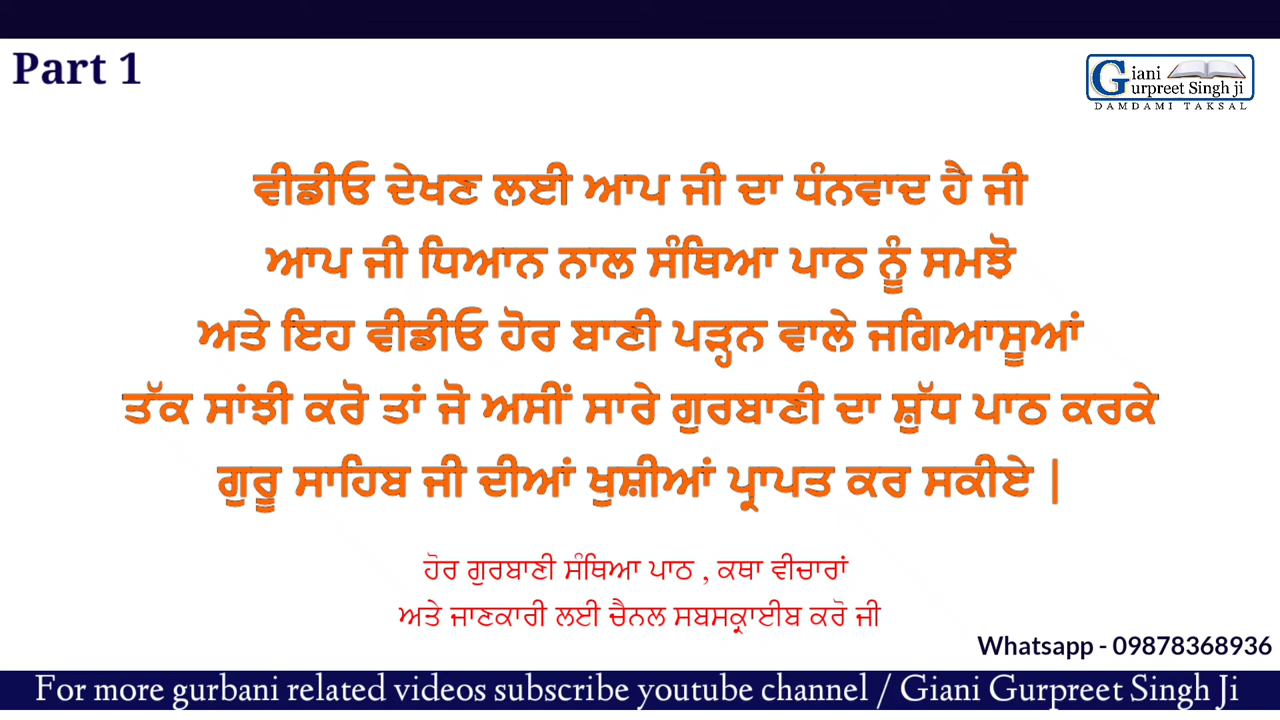 Part 1
Giani
Gurpreet Singh ji
DAMDAMI TAKSAL
ਵੀਡੀਓ ਦੇਖਣ ਲਈ ਆਪ ਜੀ ਦਾ ਧੰਨਵਾਦ ਹੈ ਜੀ
ਆਪ ਜੀ ਧਿਆਨ ਨਾਲ ਸੰਥਿਆ ਪਾਠ ਨੂੰ ਸਮਝੋ
ਅਤੇ ਇਹ ਵੀਡੀਓ ਹੋਰ ਬਾਣੀ ਪੜ੍ਹਨ ਵਾਲੇ ਜਗਿਆਸੂਆਂ
ਤੱਕ ਸਾਂਝੀ ਕਰੋ ਤਾਂ ਜੋ ਅਸੀਂ ਸਾਰੇ ਗੁਰਬਾਣੀ ਦਾ ਸ਼ੁੱਧ ਪਾਠ ਕਰਕੇ
ਗੁਰੂ ਸਾਹਿਬ ਜੀ ਦੀਆਂ ਖੁਸ਼ੀਆਂ ਪ੍ਰਾਪਤ ਕਰ ਸਕੀਏ |
ਹੋਰ ਗੁਰਬਾਣੀ ਸੰਥਿਆ ਪਾਠ , ਕਥਾ ਵੀਚਾਰਾਂ
ਅਤੇ ਜਾਣਕਾਰੀ ਲਈ ਚੈਨਲ ਸਬਸਕ੍ਰਾਈਬ ਕਰੋ ਜੀ
Whatsapp - 09878368936
For more gurbani related videos subscribe youtube channel / Giani Gurpreet Singh Ji